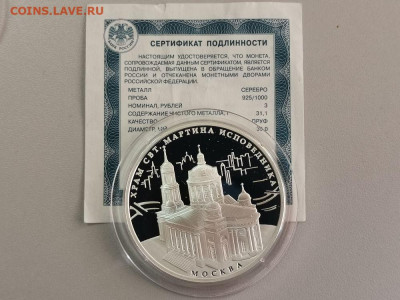 COINS.LAVE.RU
СЕРТИФИКАТ ПОДЛИННОСТИ
НАСТОЯЩИМ УДОСТОВЕРЯЕТСЯ, ЧТО МОНЕТА,
СОПРОВОЖДАЕМАЯ ДАННЫМ СЕРТИФИКАТОМ, ЯВЛЯЕТСЯ
ПОДЛИННОЙ, ВЫПУЩЕНА В ОБРАЩЕНИЕ БАНКОМ
РОССИИ И ОТЧЕКАНЕНА МОНЕТНЫМИ ДВОРАМИ
РОССИЙСКОЙ ФЕДЕРАЦИИ.
МЕТАЛЛ СЕРЕБРО
ПРОБА 925/1000
НОМИНАЛ, РУБЛЕЙ 3
СОДЕРЖАНИЕ МЕТАЛЛА, Г 31,1
КАЧЕСТВО ПРУФ
ДИАМЕТР
ХРАМ СВТ. МАРТИНА ИСПОВЕДНИКА
МОСКВА